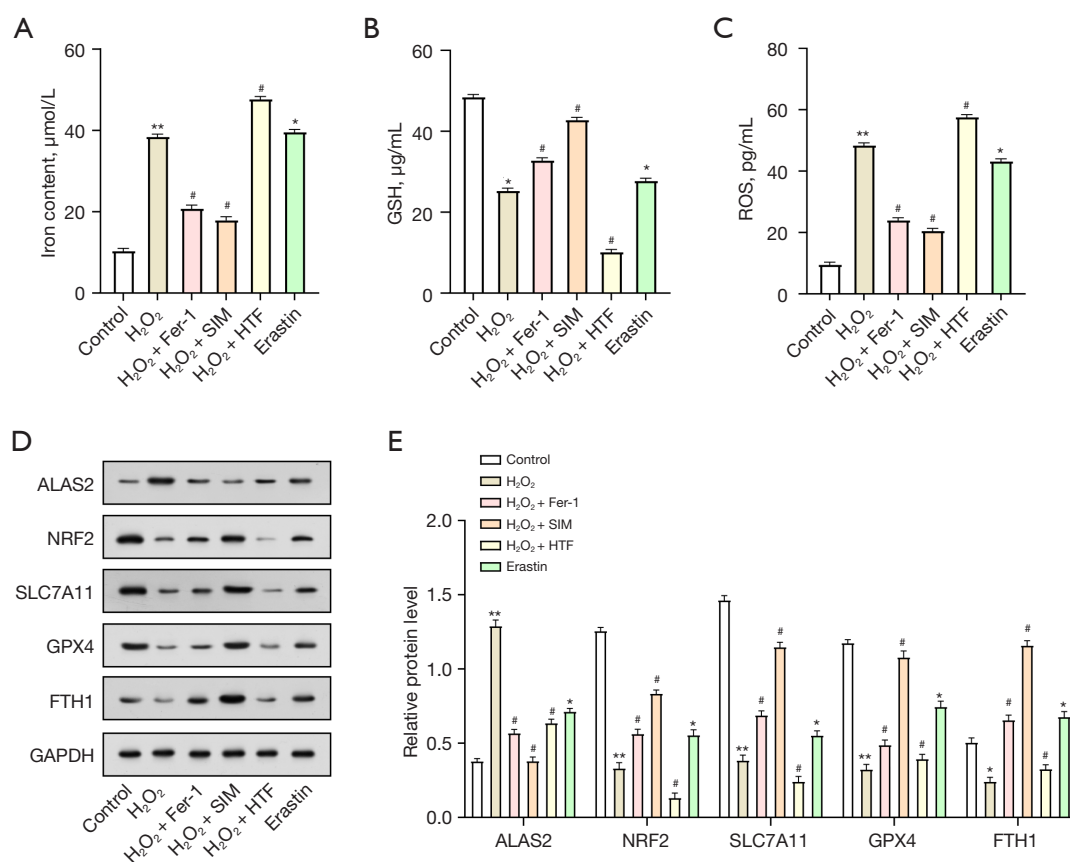 A
Iron content, μmol/L
60
40
20
0
**
#
#
#
*
Control
H₂O₂
H₂O₂ + Fer-1
H₂O₂ + SIM
H₂O₂ + HTF
Erastin
B
GSH, μg/mL
60
40
20
0
*
#
#
#
*
Control
H₂O₂
H₂O₂ + Fer-1
H₂O₂ + SIM
H₂O₂ + HTF
Erastin
C
ROS, pg/mL
80
60
40
20
0
**
#
#
#
*
Control
H₂O₂
H₂O₂ + Fer-1
H₂O₂ + SIM
H₂O₂ + HTF
Erastin
D
ALAS2
NRF2
SLC7A11
GPX4
FTH1
GAPDH
Control
H₂O₂
H₂O₂ + Fer-1
H₂O₂ + SIM
H₂O₂ + HTF
Erastin
E
Control
H₂O₂
H₂O₂ + Fer-1
H₂O₂ + SIM
H₂O₂ + HTF
Erastin
Relative protein level
2.0
1.5
1.0
0.5
0.0
** # # # *
** # # # *
** # # # *
** # # # *
* # # # *
ALAS2 NRF2 SLC7A11 GPX4 FTH1